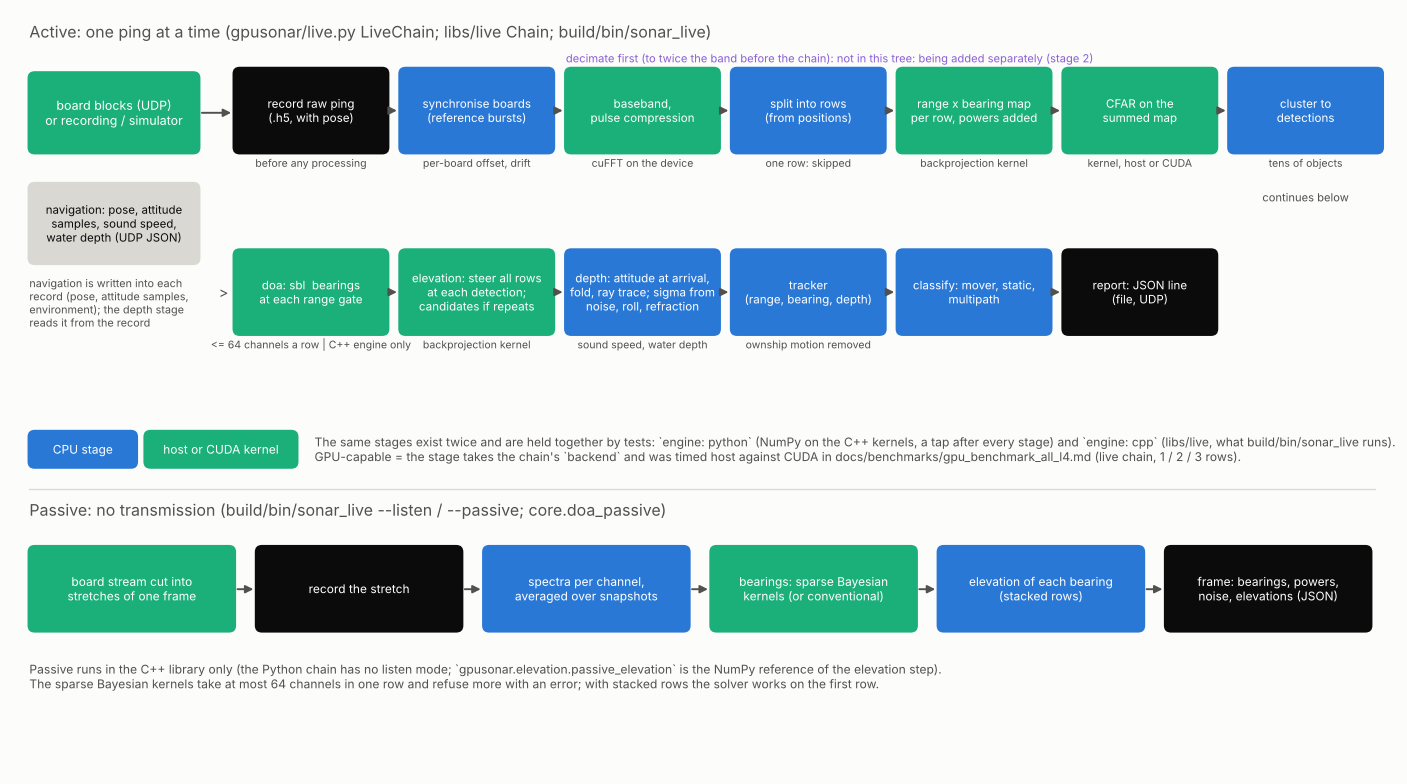 Active: one ping at a time (gpusonar/live.py LiveChain; libs/live Chain; build/bin/sonar_live)
decimate first (to twice the band before the chain): not in this tree: being added separately (stage 2)
board blocks (UDP)
or recording / simulator
record raw ping
(.h5, with pose)
synchronise boards
(reference bursts)
baseband,
pulse compression
split into rows
(from positions)
range x bearing map
per row, powers added
CFAR on the
summed map
cluster to
detections
before any processing
per-board offset, drift
cuFFT on the device
one row: skipped
backprojection kernel
kernel, host or CUDA
tens of objects
continues below
navigation: pose, attitude
samples, sound speed,
water depth (UDP JSON)
navigation is written into each
record (pose, attitude samples,
environment); the depth stage
reads it from the record
>
doa: sbl  bearings
at each range gate
elevation: steer all rows
at each detection;
candidates if repeats
depth: attitude at arrival,
fold, ray trace; sigma from
noise, roll, refraction
tracker
(range, bearing, depth)
classify: mover, static,
multipath
report: JSON line
(file, UDP)
<= 64 channels a row | C++ engine only
backprojection kernel
sound speed, water depth
ownship motion removed
CPU stage
host or CUDA kernel
The same stages exist twice and are held together by tests: `engine: python` (NumPy on the C++ kernels, a tap after every stage) and `engine: cpp` (libs/live, what build/bin/sonar_live runs).
GPU-capable = the stage takes the chain's `backend` and was timed host against CUDA in docs/benchmarks/gpu_benchmark_all_l4.md (live chain, 1 / 2 / 3 rows).
Passive: no transmission (build/bin/sonar_live --listen / --passive; core.doa_passive)
board stream cut into
stretches of one frame
record the stretch
spectra per channel,
averaged over snapshots
bearings: sparse Bayesian
kernels (or conventional)
elevation of each bearing
(stacked rows)
frame: bearings, powers,
noise, elevations (JSON)
Passive runs in the C++ library only (the Python chain has no listen mode; `gpusonar.elevation.passive_elevation` is the NumPy reference of the elevation step).
The sparse Bayesian kernels take at most 64 channels in one row and refuse more with an error; with stacked rows the solver works on the first row.